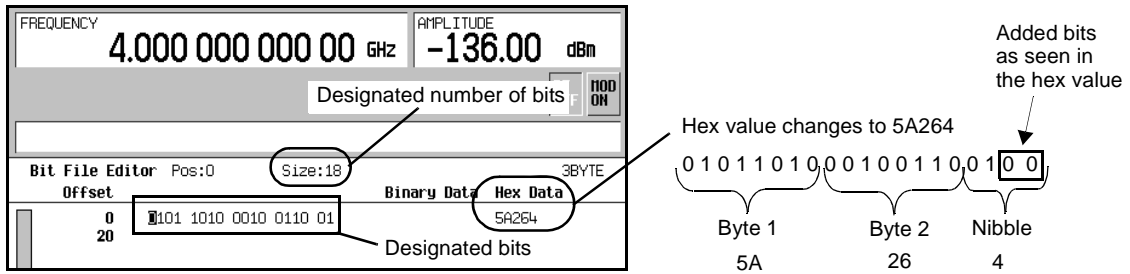 FREQUENCY
4.000 000 000 00 GHz
AMPLITUDE
-136.00 dBm
Designated number of bits
F
MOD
ON
Bit File Editor Pos:0 Size:18 3BYTE
Offset Binary Data Hex Data
0 0101 1010 0010 0110 01 5A264
20
Designated bits
Added bits
as seen in
the hex value
Hex value changes to 5A264
0 1 0 1 1 0 1 0 0 0 1 0 0 1 1 0 0 1 0 0
Byte 1 Byte 2 Nibble
5A 26 4